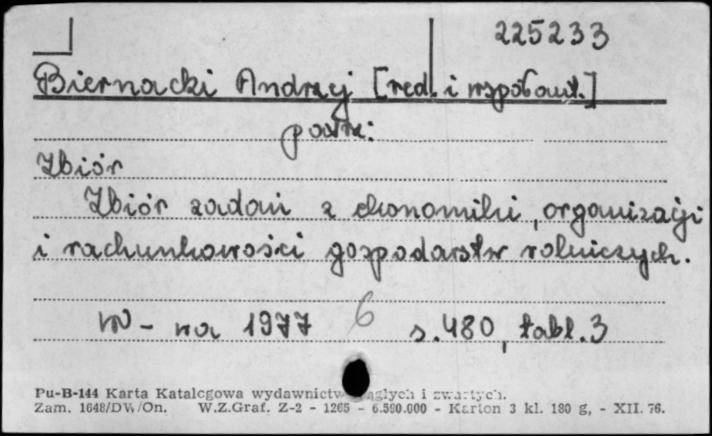 225233
Biernacki Andrzej [red. i współaut.]
patrz:
Zbiór
Zbiór zadań z ekonomiki, organizacji
i rachunkowości gospodarstw rolniczych.
W-wa 1977 6 s. 480, tabl. 3
Pu-B-144 Karta Katalogowa wydawnictw ciągłych i zwartych.
Zam. 1648/DW/On. W.Z.Graf. Z-2 - 1265 - 6.590.000 - Karton 3 kl. 180 g, - XII. 76.